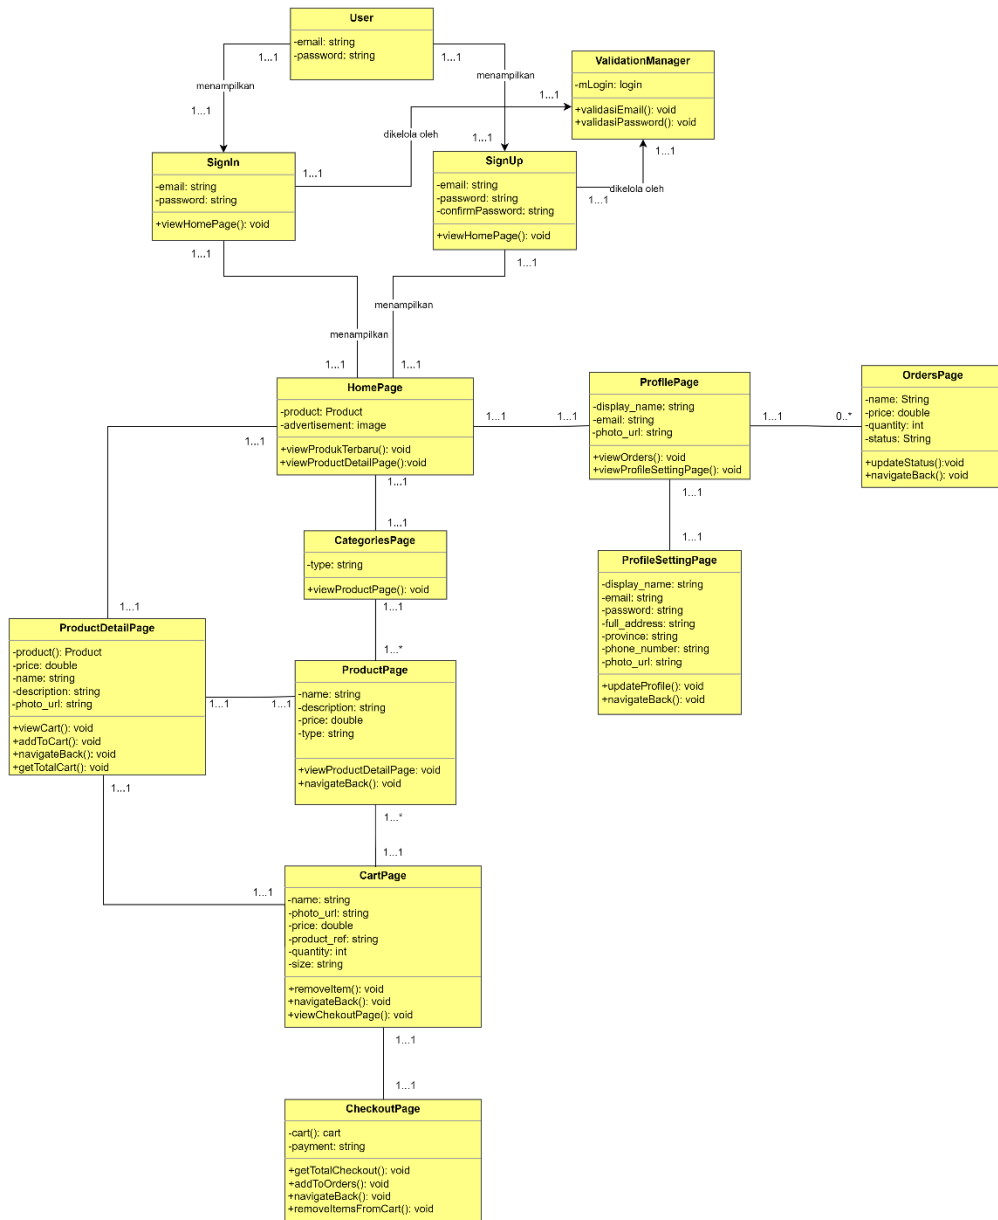 User
-email: string
-password: string
1...1
1...1
menampilkan
menampilkan
1...1
1...1
ValidationManager
-mLogin: login
+validasiEmail(): void
+validasiPassword(): void
1...1
dikelola oleh
1...1
dikelola oleh
SignIn
-email: string
-password: string
+viewHomePage(): void
1...1
1...1
SignUp
-email: string
-password: string
-confirmPassword: string
+viewHomePage(): void
1...1
1...1
menampilkan
menampilkan
1...1
1...1
HomePage
-product: Product
-advertisement: image
+viewProdukTerbaru(): void
+viewProductDetailPage():void
1...1
1...1
1...1
1...1
ProfilePage
-display_name: string
-email: string
-photo_url: string
+viewOrders(): void
+viewProfileSettingPage(): void
1...1
0..*
OrdersPage
-name: String
-price: double
-quantity: int
-status: String
+updateStatus():void
+navigateBack(): void
1...1
1...1
ProfileSettingPage
-display_name: string
-email: string
-password: string
-full_address: string
-province: string
-phone_number: string
-photo_url: string
+updateProfile(): void
+navigateBack(): void
1...1
CategoriesPage
-type: string
+viewProductPage(): void
1...1
1...*
1...1
ProductDetailPage
-product(): Product
-price: double
-name: string
-description: string
-photo_url: string
+viewCart(): void
+addToCart(): void
+navigateBack(): void
+getTotalCart(): void
1...1
1...1
1...1
ProductPage
-name: string
-description: string
-price: double
-type: string
+viewProductDetailPage: void
+navigateBack(): void
1...*
1...1
1...1
CartPage
-name: string
-photo_url: string
-price: double
-product_ref: string
-quantity: int
-size: string
+removeItem(): void
+navigateBack(): void
+viewChekoutPage(): void
1...1
1...1
CheckoutPage
-cart(): cart
-payment: string
+getTotalCheckout(): void
+addToOrders(): void
+navigateBack(): void
+removeItemsFromCart(): void